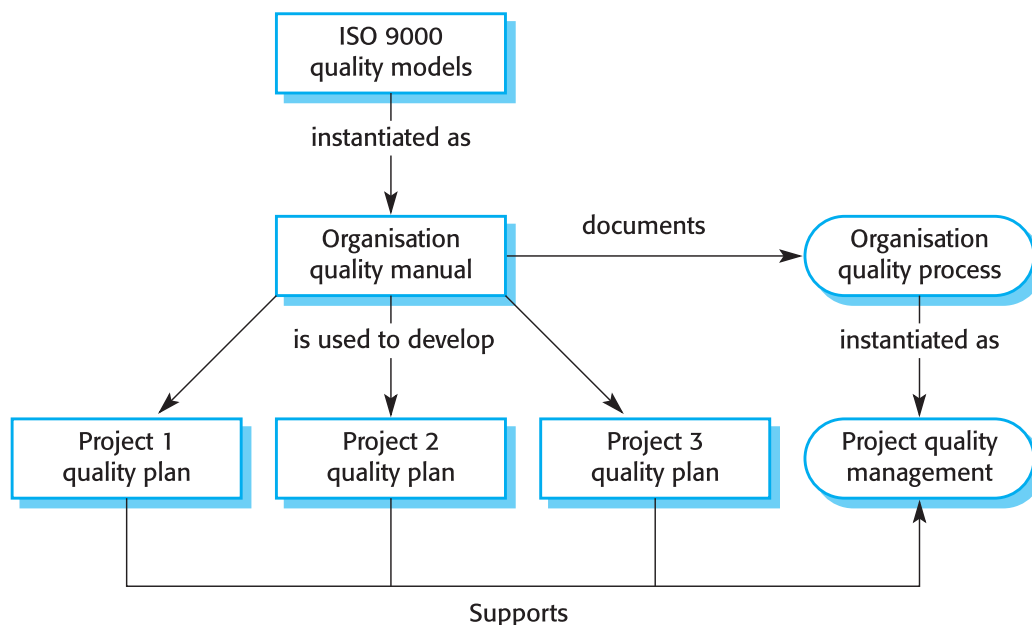 ISO 9000
quality models
instantiated as
Organisation
quality manual
documents
Organisation
quality process
is used to develop
instantiated as
Project 1
quality plan
Project 2
quality plan
Project 3
quality plan
Project quality
management
Supports